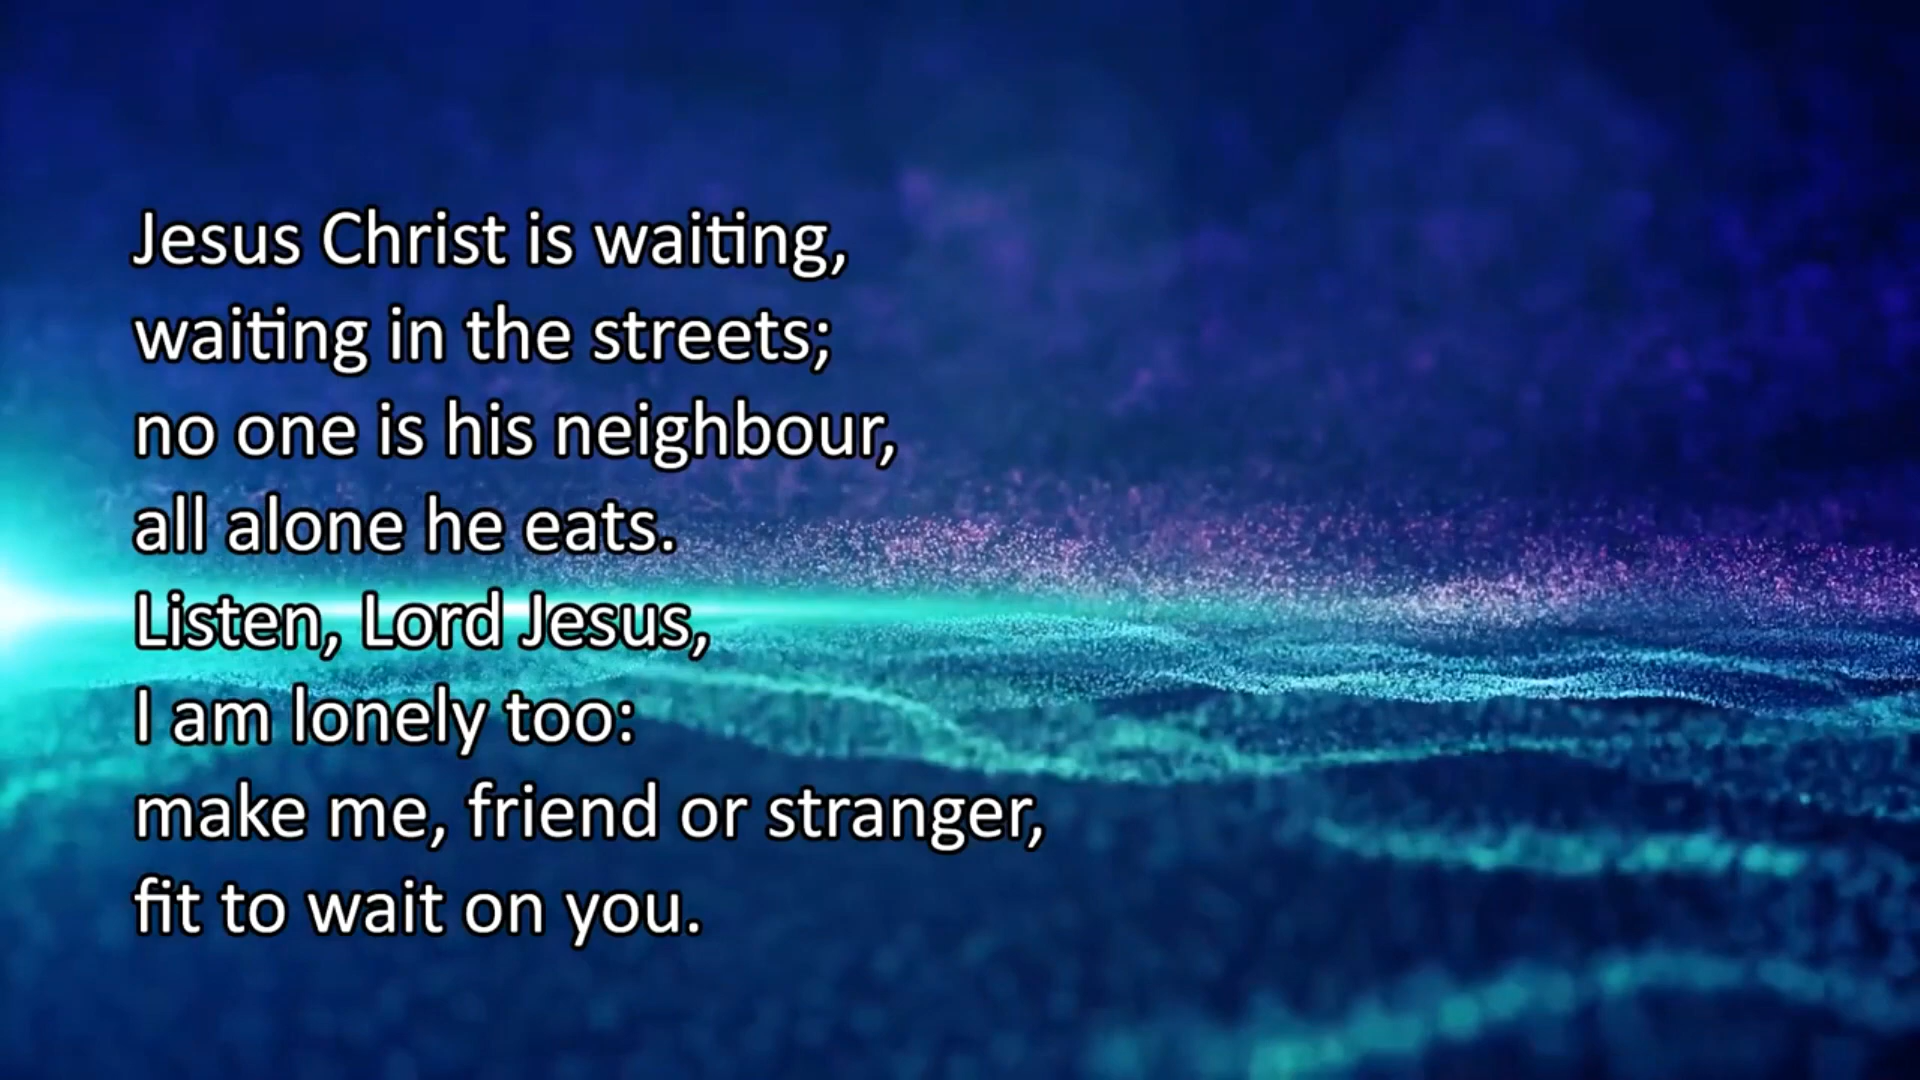 Jesus Christ is waiting,
waiting in the streets;
no one is his neighbour,
all alone he eats.
Listen, Lord Jesus,
I am lonely too:
make me, friend or stranger,
fit to wait on you.